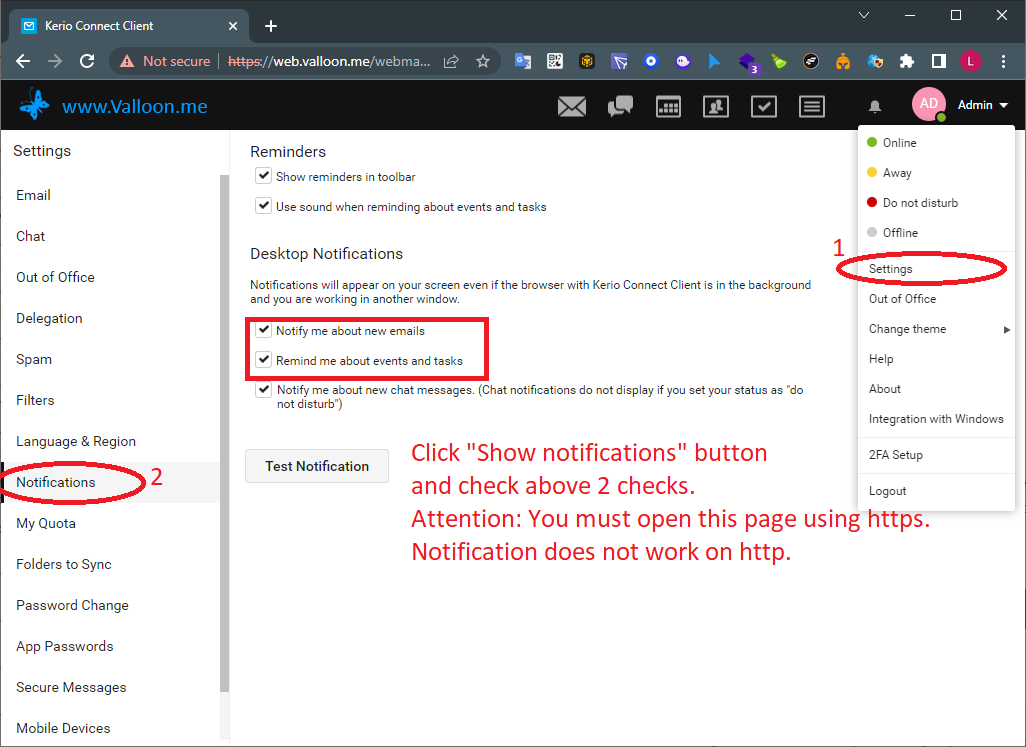 Kerio Connect Client
Not secure
https://web.valloon.me/webma...
3
L
www.Valloon.me
AD
Admin
Settings
Email
Chat
Out of Office
Delegation
Spam
Filters
Language & Region
Notifications
2
My Quota
Folders to Sync
Password Change
App Passwords
Secure Messages
Mobile Devices
Reminders
Show reminders in toolbar
Use sound when reminding about events and tasks
Desktop Notifications
Notifications will appear on your screen even if the browser with Kerio Connect Client is in the background
and you are working in another window.
Notify me about new emails
Remind me about events and tasks
Notify me about new chat messages. (Chat notifications do not display if you set your status as "do
not disturb")
Test Notification
Click "Show notifications" button
and check above 2 checks.
Attention: You must open this page using https.
Notification does not work on http.
Online
Away
Do not disturb
Offline
1
Settings
Out of Office
Change theme
Help
About
Integration with Windows
2FA Setup
Logout